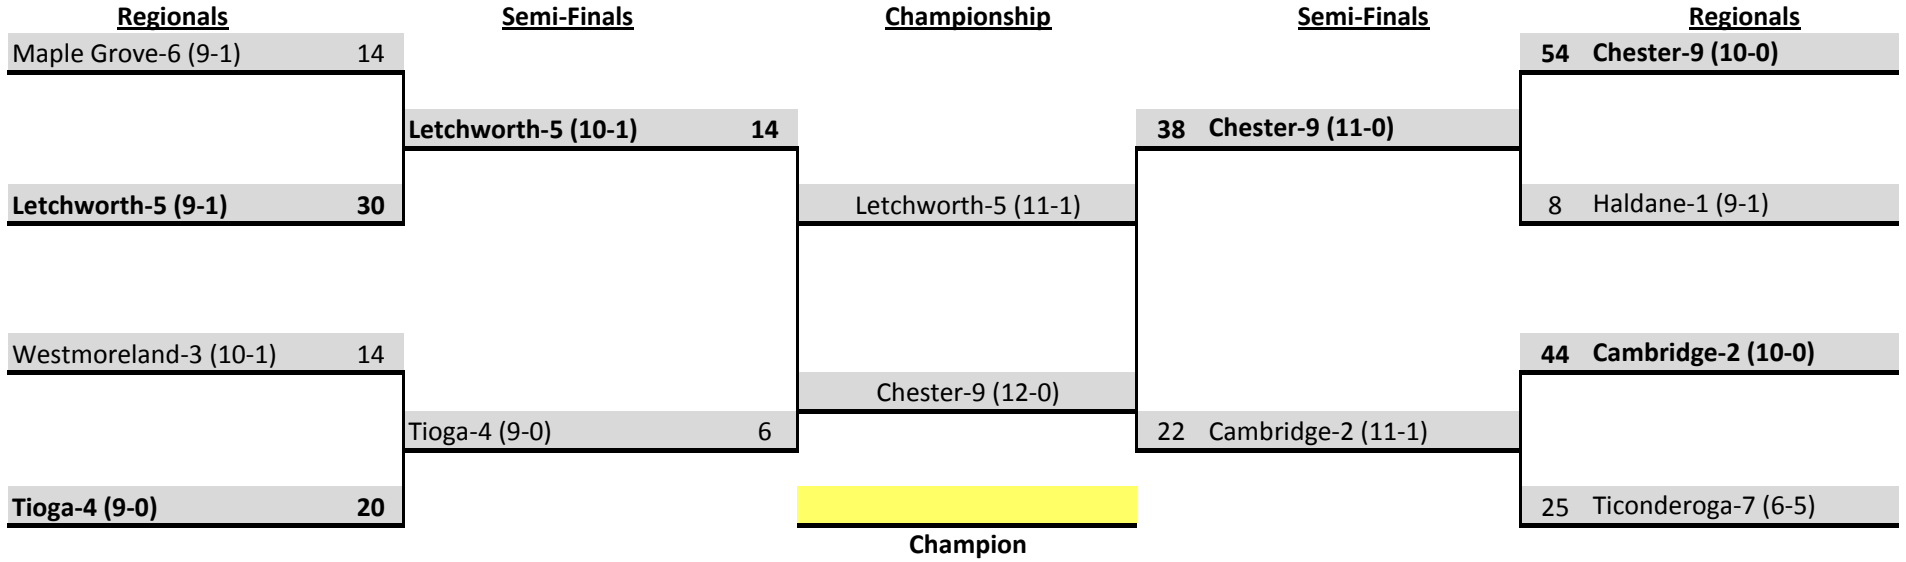 Regionals Semi-Finals Championship Semi-Finals Regionals
Maple Grove-6 (9-1) 14 54 Chester-9 (10-0)
Letchworth-5 (10-1) 14 38 Chester-9 (11-0)
Letchworth-5 (9-1) 30 Letchworth-5 (11-1) 8 Haldane-1 (9-1)
Westmoreland-3 (10-1) 14 44 Cambridge-2 (10-0)
Chester-9 (12-0)
Tioga-4 (9-0) 6 22 Cambridge-2 (11-1)
Tioga-4 (9-0) 20 25 Ticonderoga-7 (6-5)
Champion